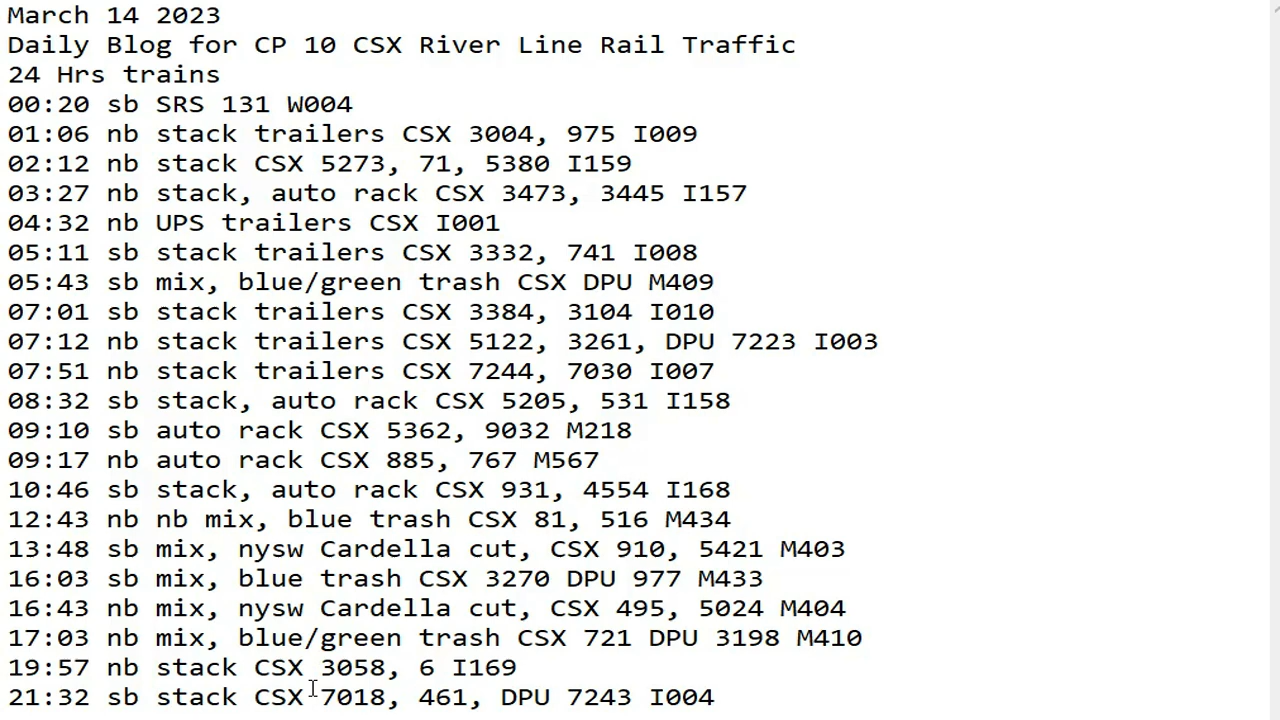 March 14 2023
Daily Blog for CP 10 CSX River Line Rail Traffic
24 Hrs trains
00:20 sb SRS 131 W004
01:06 nb stack trailers CSX 3004, 975 I009
02:12 nb stack CSX 5273, 71, 5380 I159
03:27 nb stack, auto rack CSX 3473, 3445 I157
04:32 nb UPS trailers CSX I001
05:11 sb stack trailers CSX 3332, 741 I008
05:43 sb mix, blue/green trash CSX DPU M409
07:01 sb stack trailers CSX 3384, 3104 I010
07:12 nb stack trailers CSX 5122, 3261, DPU 7223 I003
07:51 nb stack trailers CSX 7244, 7030 I007
08:32 sb stack, auto rack CSX 5205, 531 I158
09:10 sb auto rack CSX 5362, 9032 M218
09:17 nb auto rack CSX 885, 767 M567
10:46 sb stack, auto rack CSX 931, 4554 I168
12:43 nb nb mix, blue trash CSX 81, 516 M434
13:48 sb mix, nysw Cardella cut, CSX 910, 5421 M403
16:03 sb mix, blue trash CSX 3270 DPU 977 M433
16:43 nb mix, nysw Cardella cut, CSX 495, 5024 M404
17:03 nb mix, blue/green trash CSX 721 DPU 3198 M410
19:57 nb stack CSX 3058, 6 I169
21:32 sb stack CSX 7018, 461, DPU 7243 I004